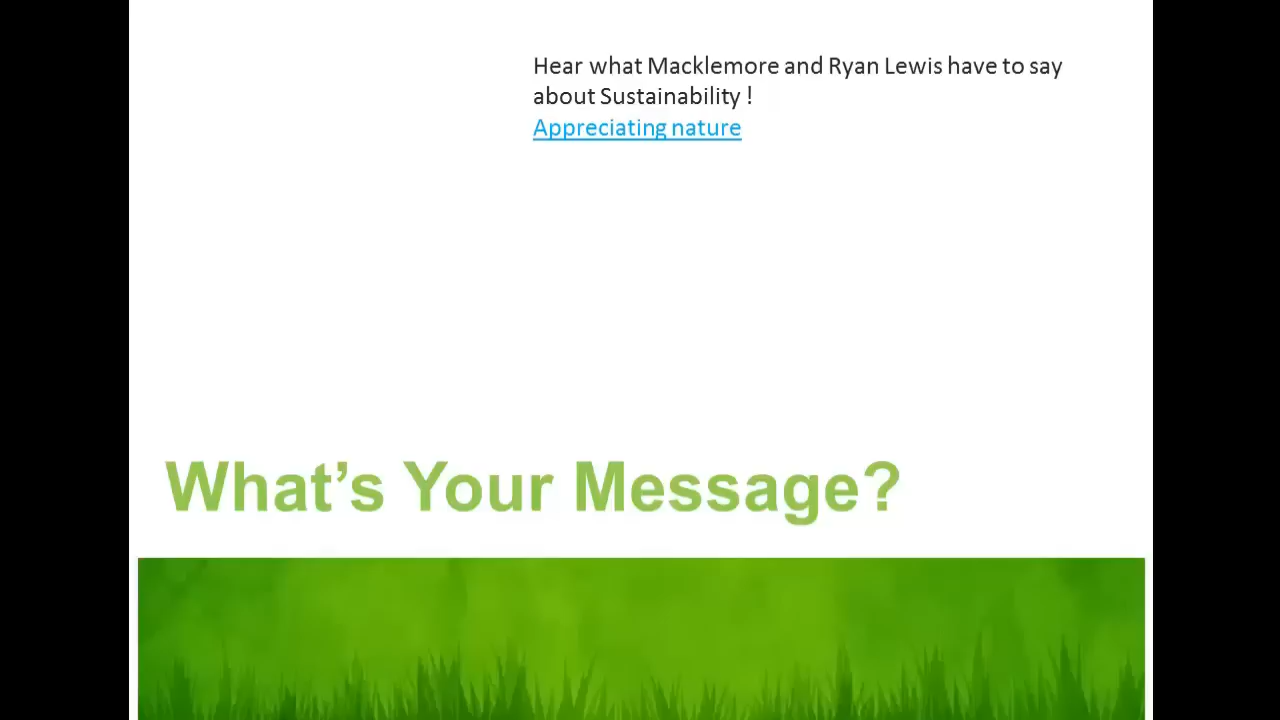 Hear what Macklemore and Ryan Lewis have to say
about Sustainability !
Appreciating nature
What’s Your Message?